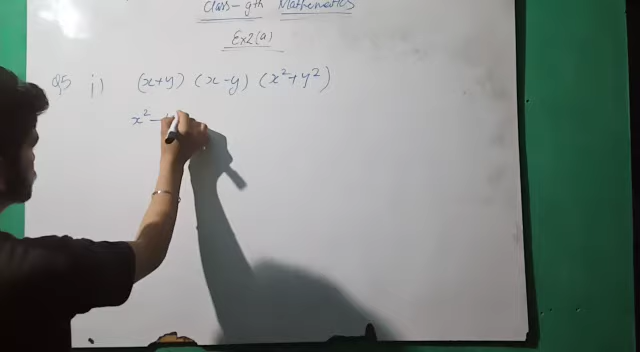 Class-9th Mathematics
Ex2(a)
Q5 i) (x+y) (x-y) (x²+y²)
x²-